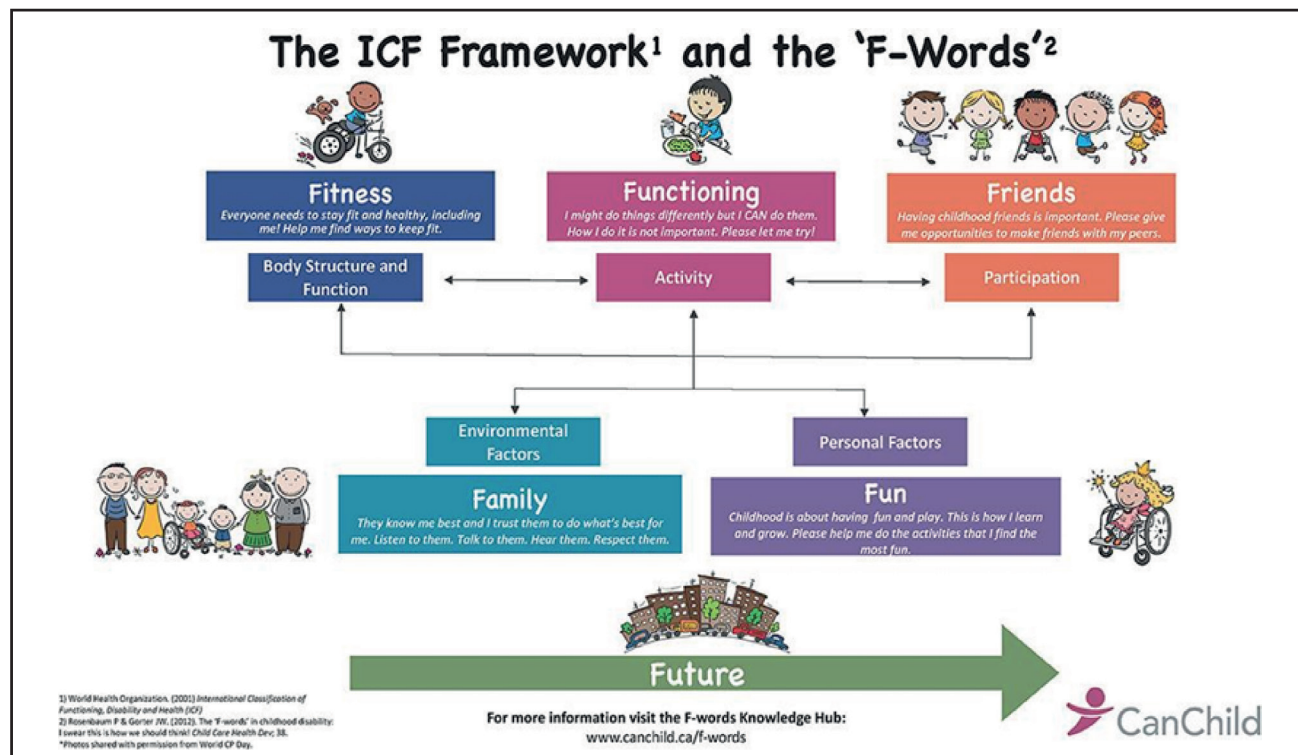 The ICF Framework¹ and the 'F-Words'²
Fitness
Everyone needs to stay fit and healthy, including
me! Help me find ways to keep fit.
Functioning
I might do things differently but I CAN do them.
How I do it is not important. Please let me try!
Friends
Having childhood friends is important. Please give
me opportunities to make friends with my peers.
Body Structure and
Function
Activity
Participation
Environmental
Factors
Personal Factors
Family
They know me best and I trust them to do what's best for
me. Listen to them. Talk to them. Hear them. Respect them.
Fun
Childhood is about having fun and play. This is how I learn
and grow. Please help me do the activities that I find the
most fun.
Future
1) World Health Organization. (2001) International Classification of
Functioning, Disability and Health (ICF)
2) Rosenbaum P & Gorter JW. (2012). The 'F-words' in childhood disability:
I swear this is how we should think! Child Care Health Dev; 38.
*Photos shared with permission from World CP Day.
For more information visit the F-words Knowledge Hub:
www.canchild.ca/f-words
CanChild